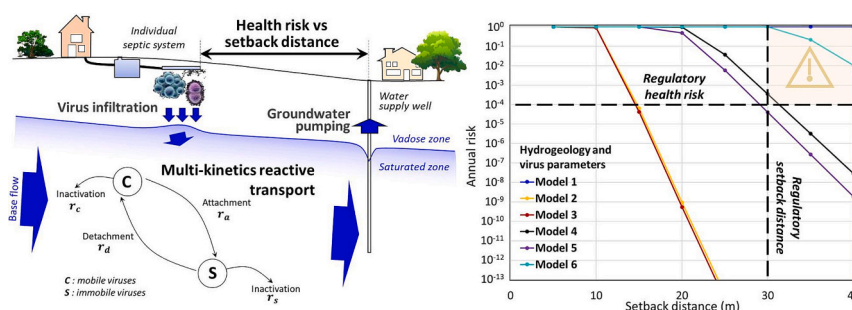 Individual
septic system
Health risk vs
setback distance
Virus infiltration
Groundwater
pumping
Water
supply well
Vadose zone
Saturated zone
Base flow
Multi-kinetics reactive
transport
Inactivation
r_c
C
Attachment
r_a
Detachment
r_d
S
Inactivation
r_s
C : mobile viruses
S : immobile viruses
Annual risk
10⁰
10⁻¹
10⁻²
10⁻³
10⁻⁴
10⁻⁵
10⁻⁶
10⁻⁷
10⁻⁸
10⁻⁹
10⁻¹⁰
10⁻¹¹
10⁻¹²
10⁻¹³
Regulatory
health risk
Hydrogeology and
virus parameters
Model 1
Model 2
Model 3
Model 4
Model 5
Model 6
Regulatory
setback distance
0 10 20 30
Setback distance (m)